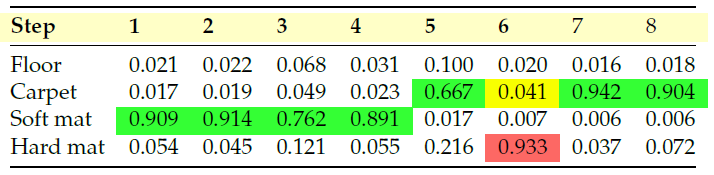 Step 1 2 3 4 5 6 7 8
Floor 0.021 0.022 0.068 0.031 0.100 0.020 0.016 0.018
Carpet 0.017 0.019 0.049 0.023 0.667 0.041 0.942 0.904
Soft mat 0.909 0.914 0.762 0.891 0.017 0.007 0.006 0.006
Hard mat 0.054 0.045 0.121 0.055 0.216 0.933 0.037 0.072